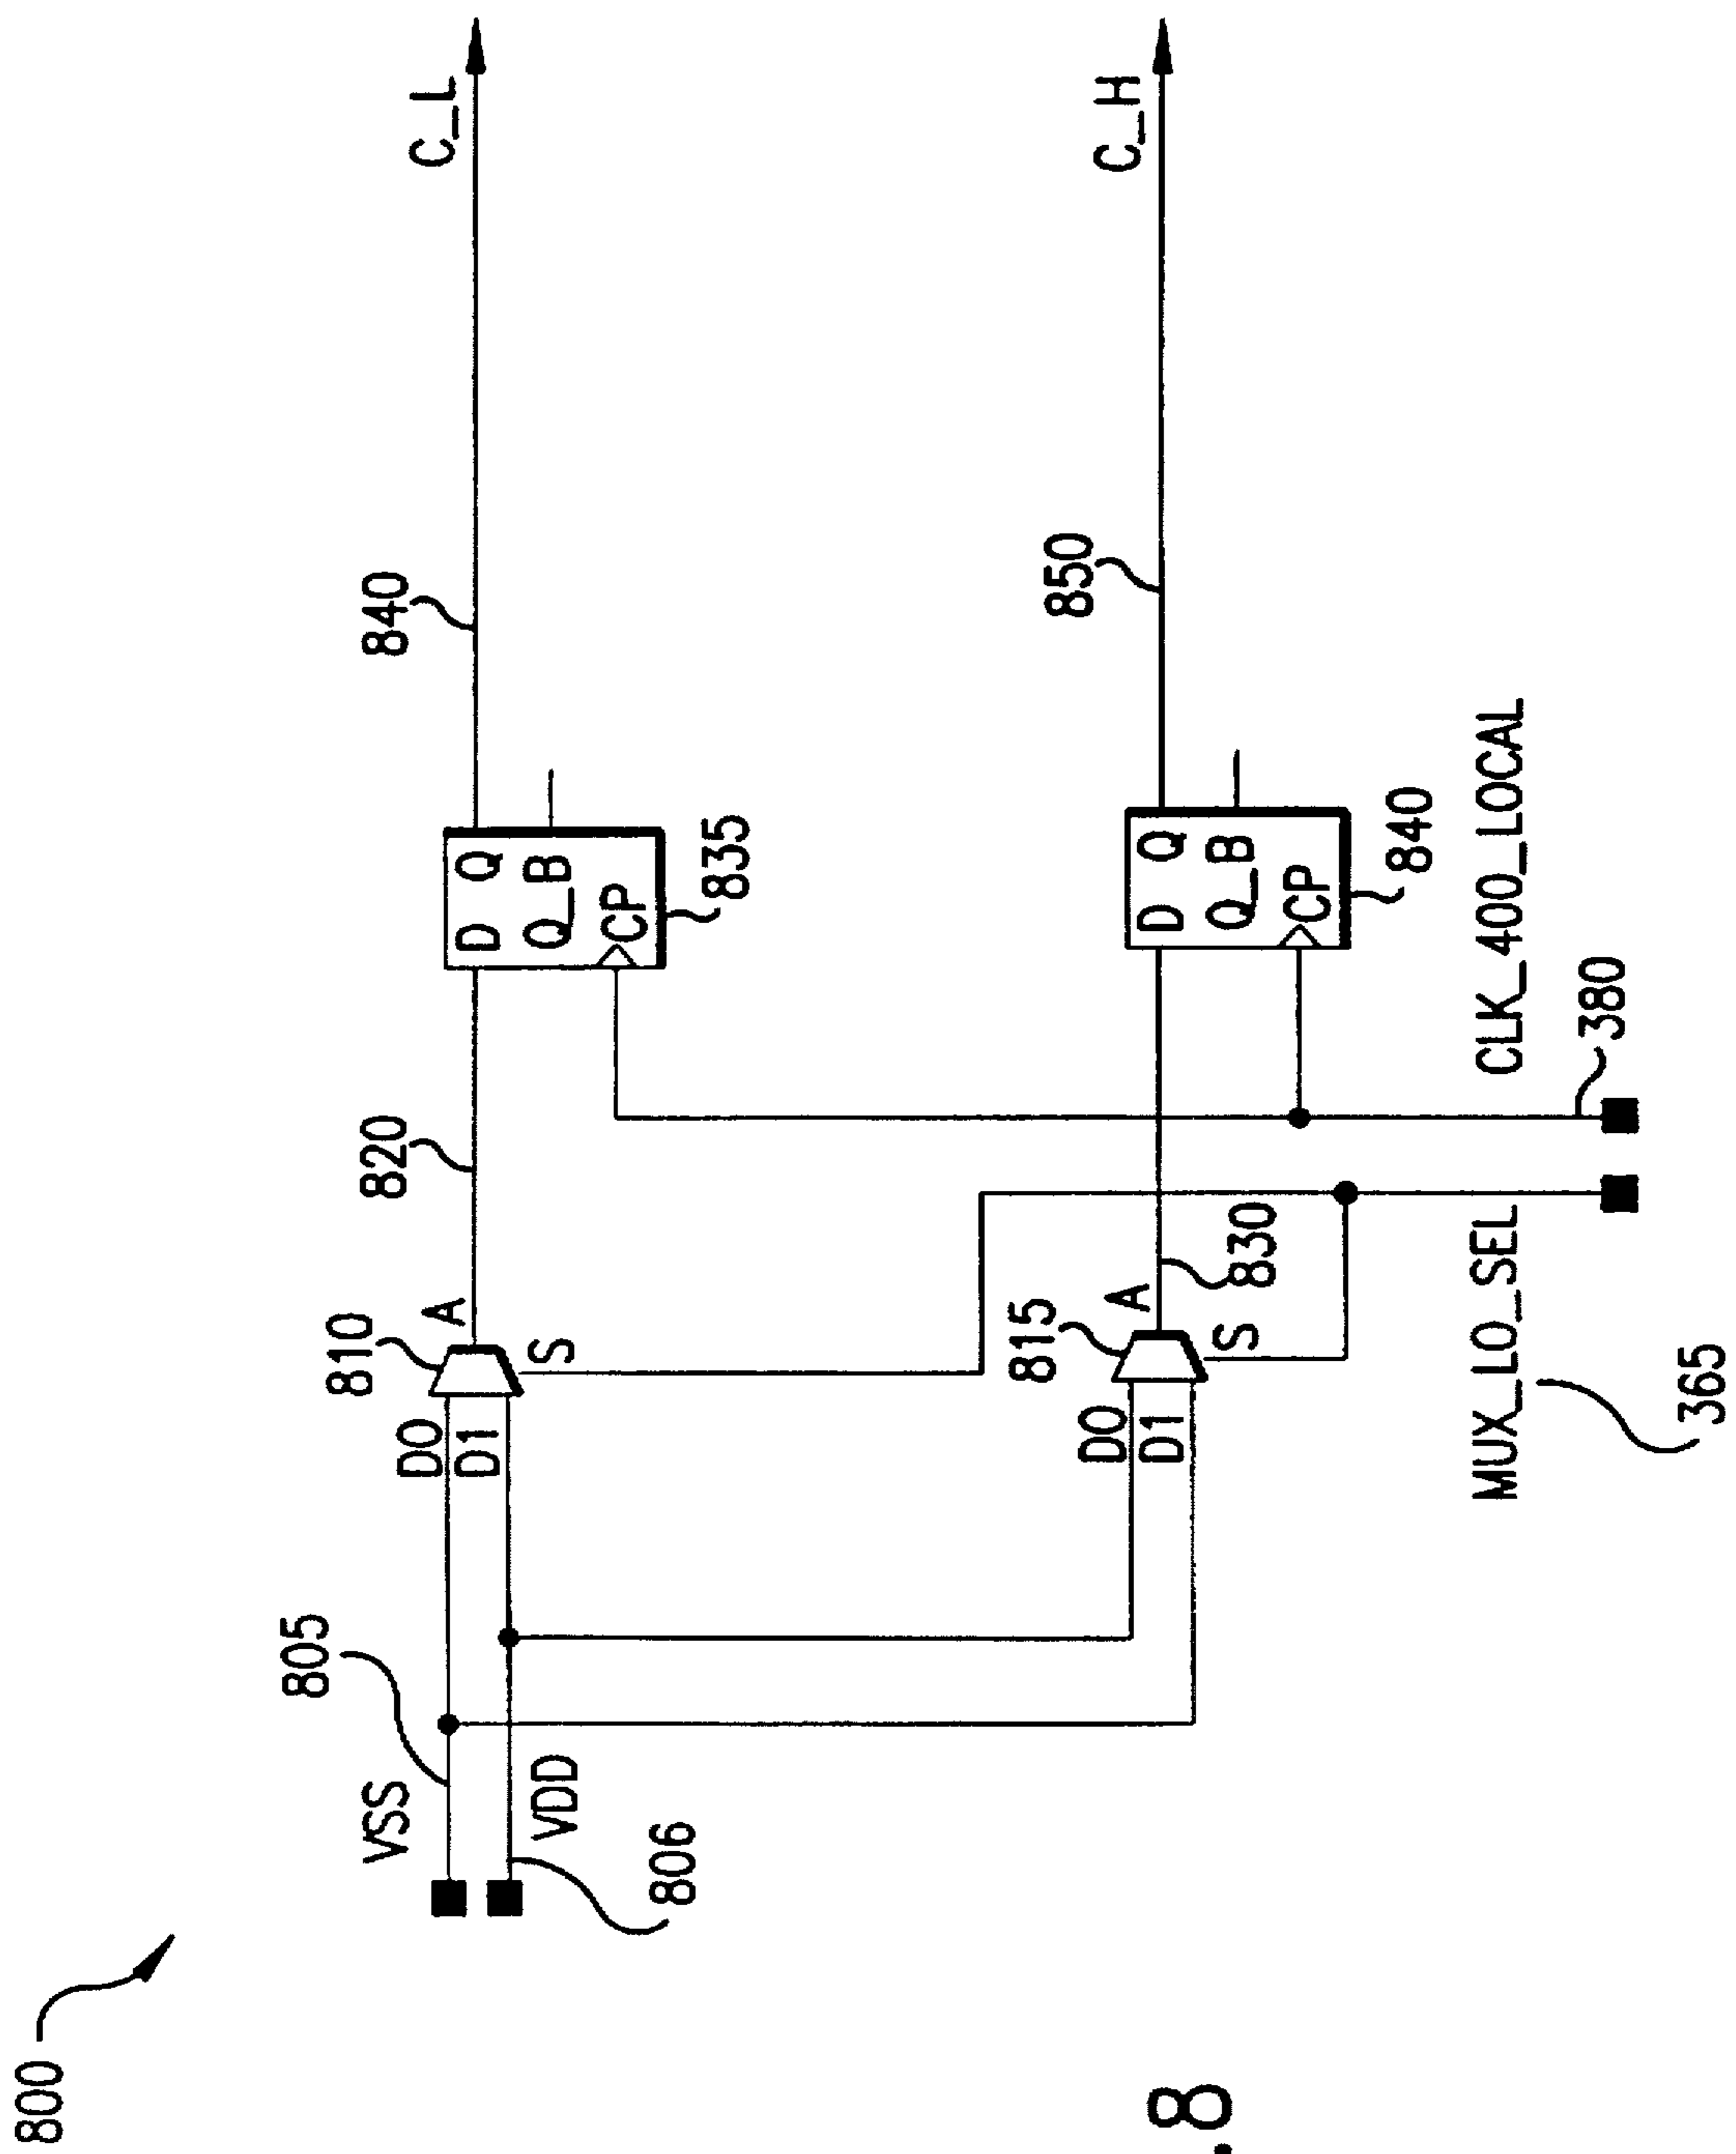 800
VSS
805
806
VDD
D0
D1
810
A
S
820
D Q
Q_B
CP
835
840
C_L
D0
D1
815
A
S
830
D Q
Q_B
CP
840
850
C_H
MUX_LO_SEL
365
CLK_400_LOCAL
380
.8